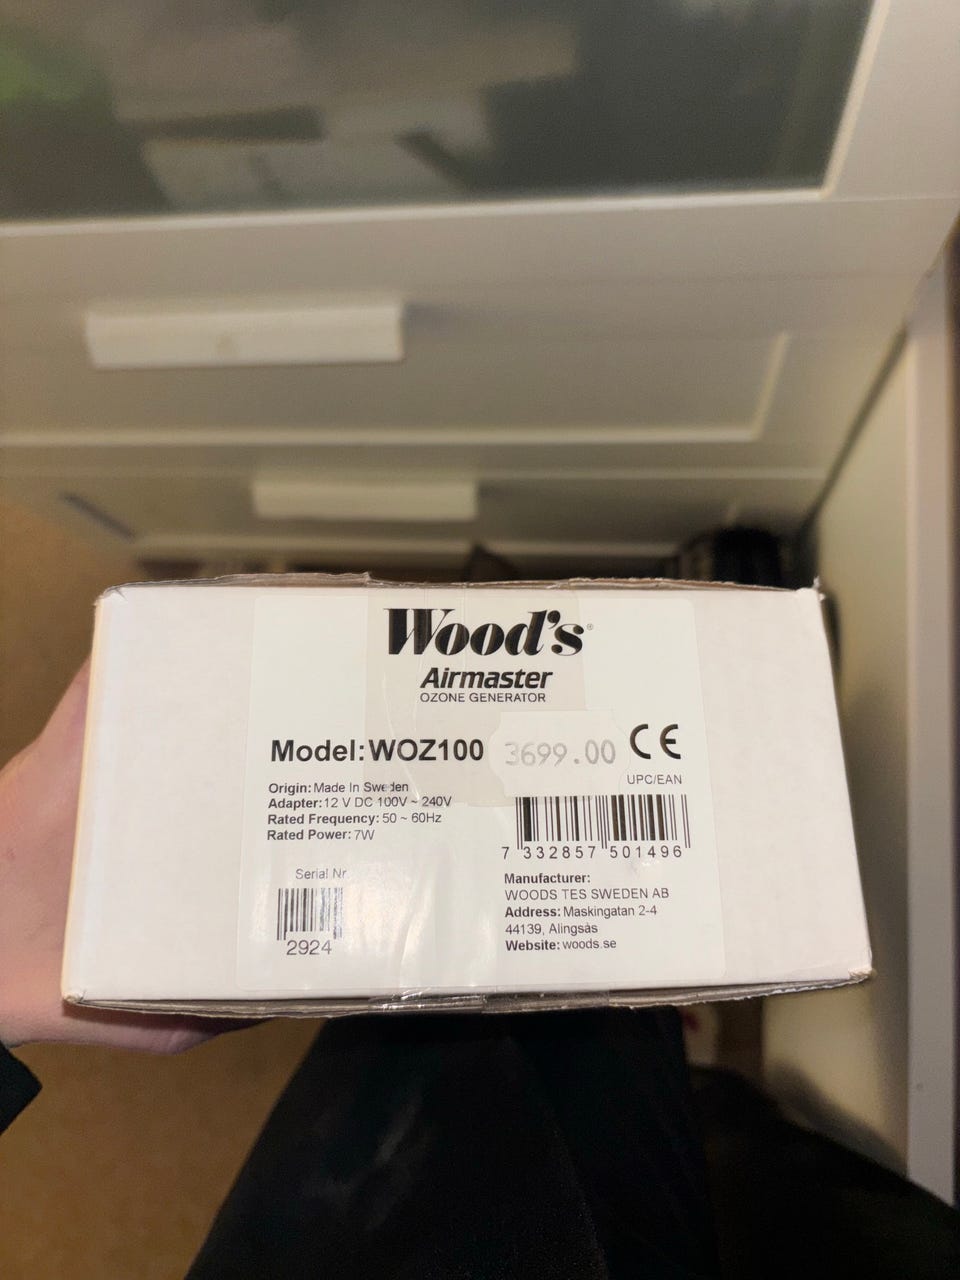 Wood's®
Airmaster
OZONE GENERATOR
Model: WOZ100
3699.00
CE
UPC/EAN
Origin: Made In Sweden
Adapter: 12 V DC 100V ~ 240V
Rated Frequency: 50 ~ 60Hz
Rated Power: 7W
7 332857 501496
Serial Nr.
2924
Manufacturer:
WOODS TES SWEDEN AB
Address: Maskingatan 2-4
44139, Alingsås
Website: woods.se